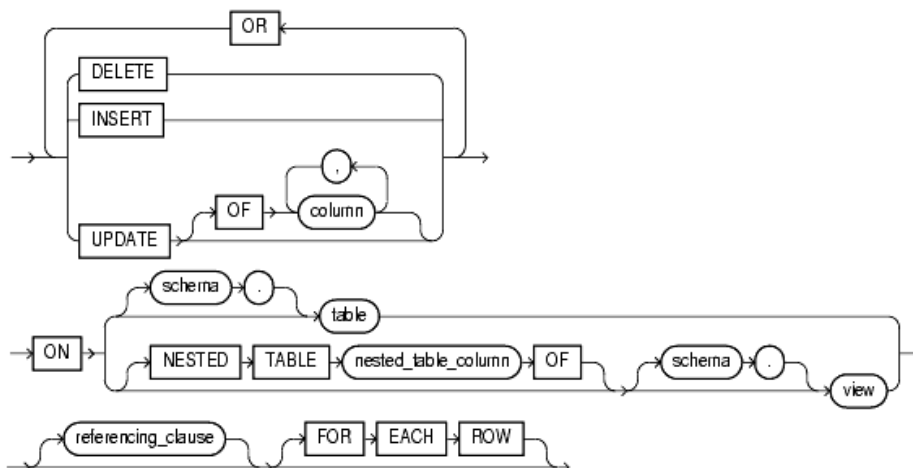 OR
DELETE
INSERT
,
OF column
UPDATE
schema .
ON table
NESTED TABLE nested_table_column OF schema .
view
referencing_clause FOR EACH ROW